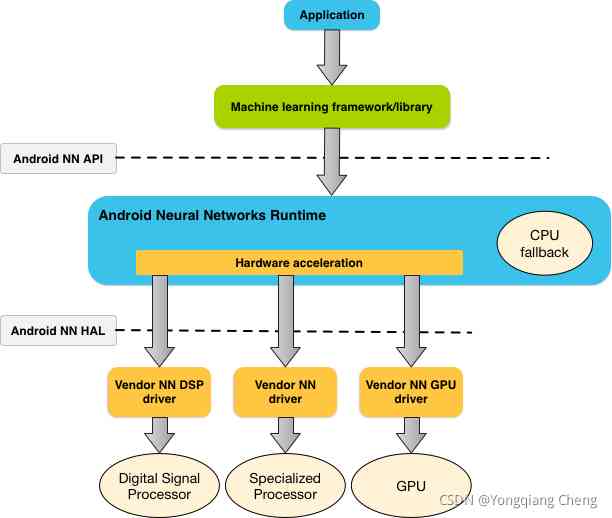 Application
Machine learning framework/library
Android NN API
Android Neural Networks Runtime
CPU
fallback
Hardware acceleration
Android NN HAL
Vendor NN DSP
driver
Vendor NN
driver
Vendor NN GPU
driver
Digital Signal
Processor
Specialized
Processor
GPU
CSDN @Yongqiang Cheng